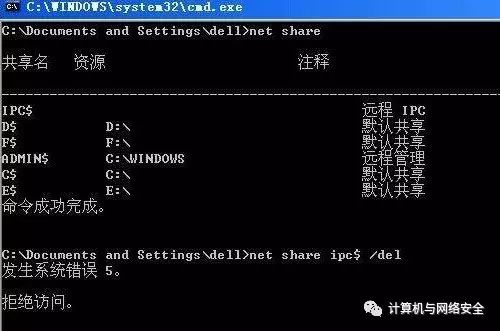 C:\WINDOWS\system32\cmd.exe
C:\Documents and Settings\dell>net share
共享名 资源 注释
-------------------------------------------------------------------------------
IPC$ 远程 IPC
D$ D:\ 默认共享
F$ F:\ 默认共享
ADMIN$ C:\WINDOWS 远程管理
C$ C:\ 默认共享
E$ E:\ 默认共享
命令成功完成。
C:\Documents and Settings\dell>net share ipc$ /del
发生系统错误 5。
拒绝访问。
计算机与网络安全